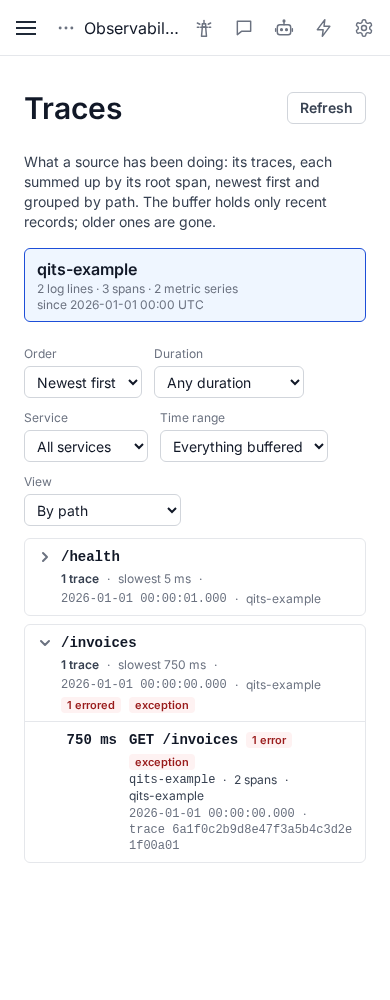 ··· Observabil...
Traces
Refresh
What a source has been doing: its traces, each
summed up by its root span, newest first and
grouped by path. The buffer holds only recent
records; older ones are gone.
qits-example
2 log lines · 3 spans · 2 metric series
since 2026-01-01 00:00 UTC
Order
Duration
Newest first
Any duration
Service
Time range
All services
Everything buffered
View
By path
/health
1 trace · slowest 5 ms ·
2026-01-01 00:00:01.000 · qits-example
/invoices
1 trace · slowest 750 ms ·
2026-01-01 00:00:00.000 · qits-example
1 errored exception
750 ms GET /invoices 1 error
exception
qits-example · 2 spans ·
qits-example
2026-01-01 00:00:00.000 ·
trace 6a1f0c2b9d8e47f3a5b4c3d2e
1f00a01